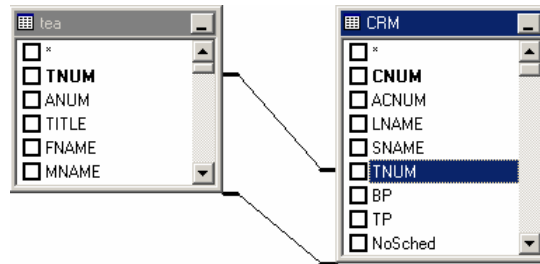 tea
*
TNUM
ANUM
TITLE
FNAME
MNAME
CRM
*
CNUM
ACNUM
LNAME
SNAME
TNUM
BP
TP
NoSched